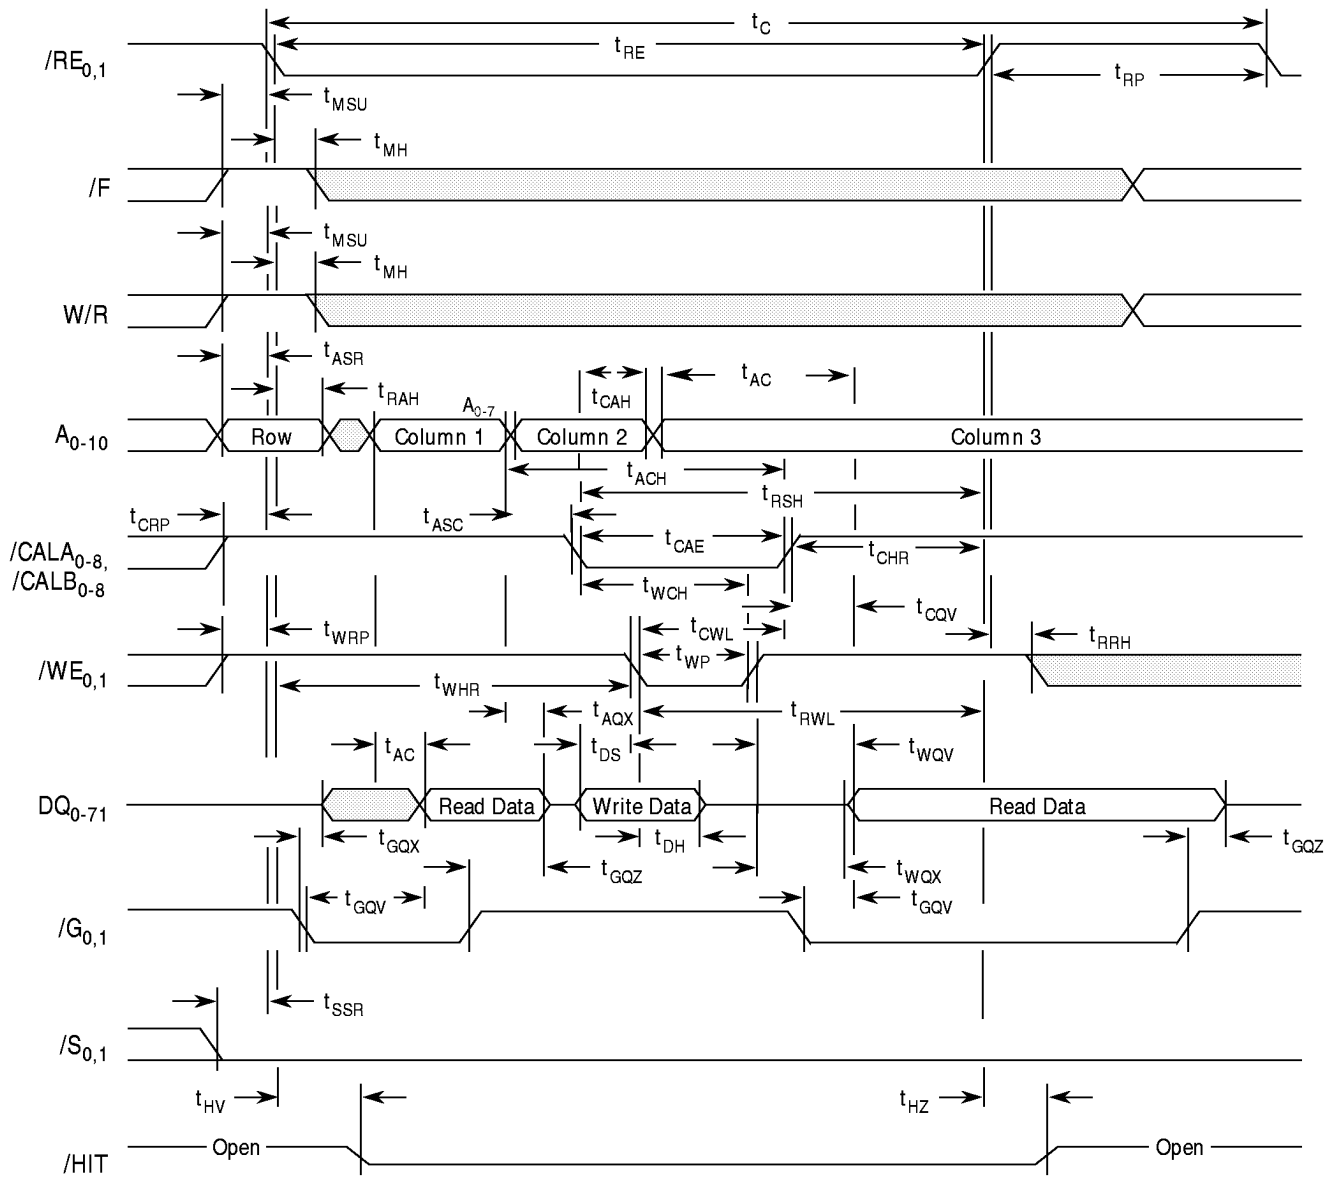 tC
/RE0,1
tRE
tRP
tMSU
tMH
/F
tMSU
tMH
W/R
tASR
tRAH
tCAH
tAC
A0-7
A0-10
Row
Column 1
Column 2
Column 3
tACH
tRSH
tCRP
tASC
/CALA0-8,
/CALB0-8
tCAE
tCHR
tWCH
tCQV
tWRP
tCWL
tRRH
/WE0,1
tWP
tWHR
tAQX
tRWL
tAC
tDS
tWQV
DQ0-71
Read Data
Write Data
Read Data
tGQX
tDH
tGQZ
tGQZ
tWQX
tGQV
tGQV
/G0,1
tSSR
/S0,1
tHV
tHZ
/HIT
Open
Open